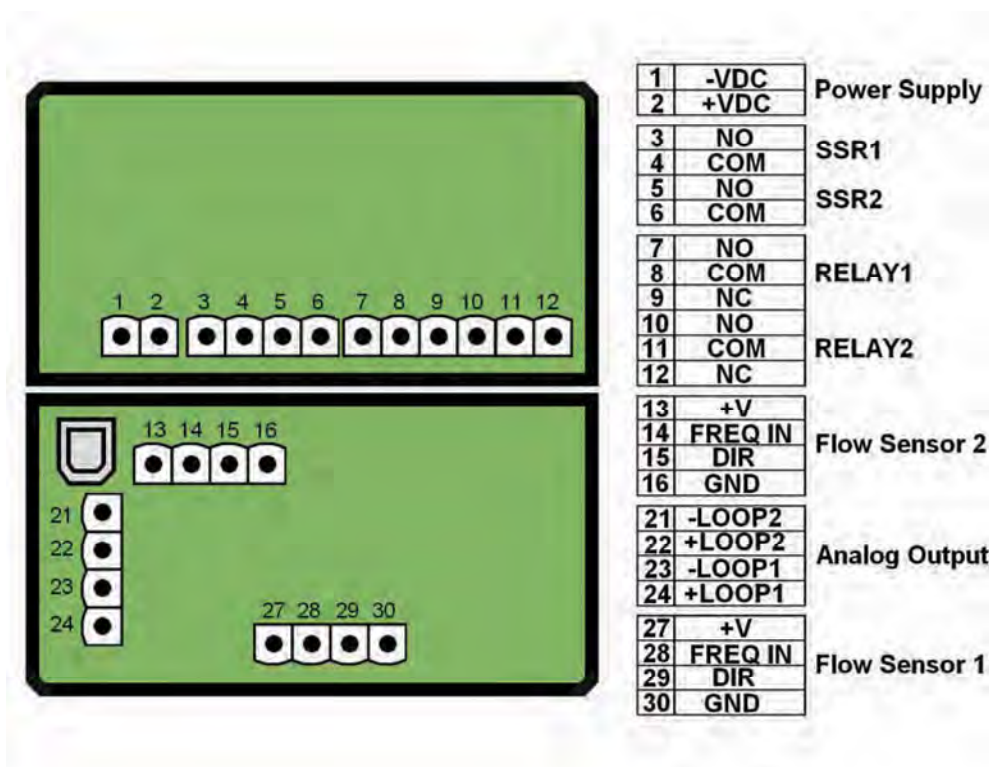 1 2 3 4 5 6 7 8 9 10 11 12
13 14 15 16
21
22
23
24
27 28 29 30
1 -VDC
2 +VDC
Power Supply
3 NO
4 COM
SSR1
5 NO
6 COM
SSR2
7 NO
8 COM
9 NC
RELAY1
10 NO
11 COM
12 NC
RELAY2
13 +V
14 FREQ IN
15 DIR
16 GND
Flow Sensor 2
21 -LOOP2
22 +LOOP2
23 -LOOP1
24 +LOOP1
Analog Output
27 +V
28 FREQ IN
29 DIR
30 GND
Flow Sensor 1